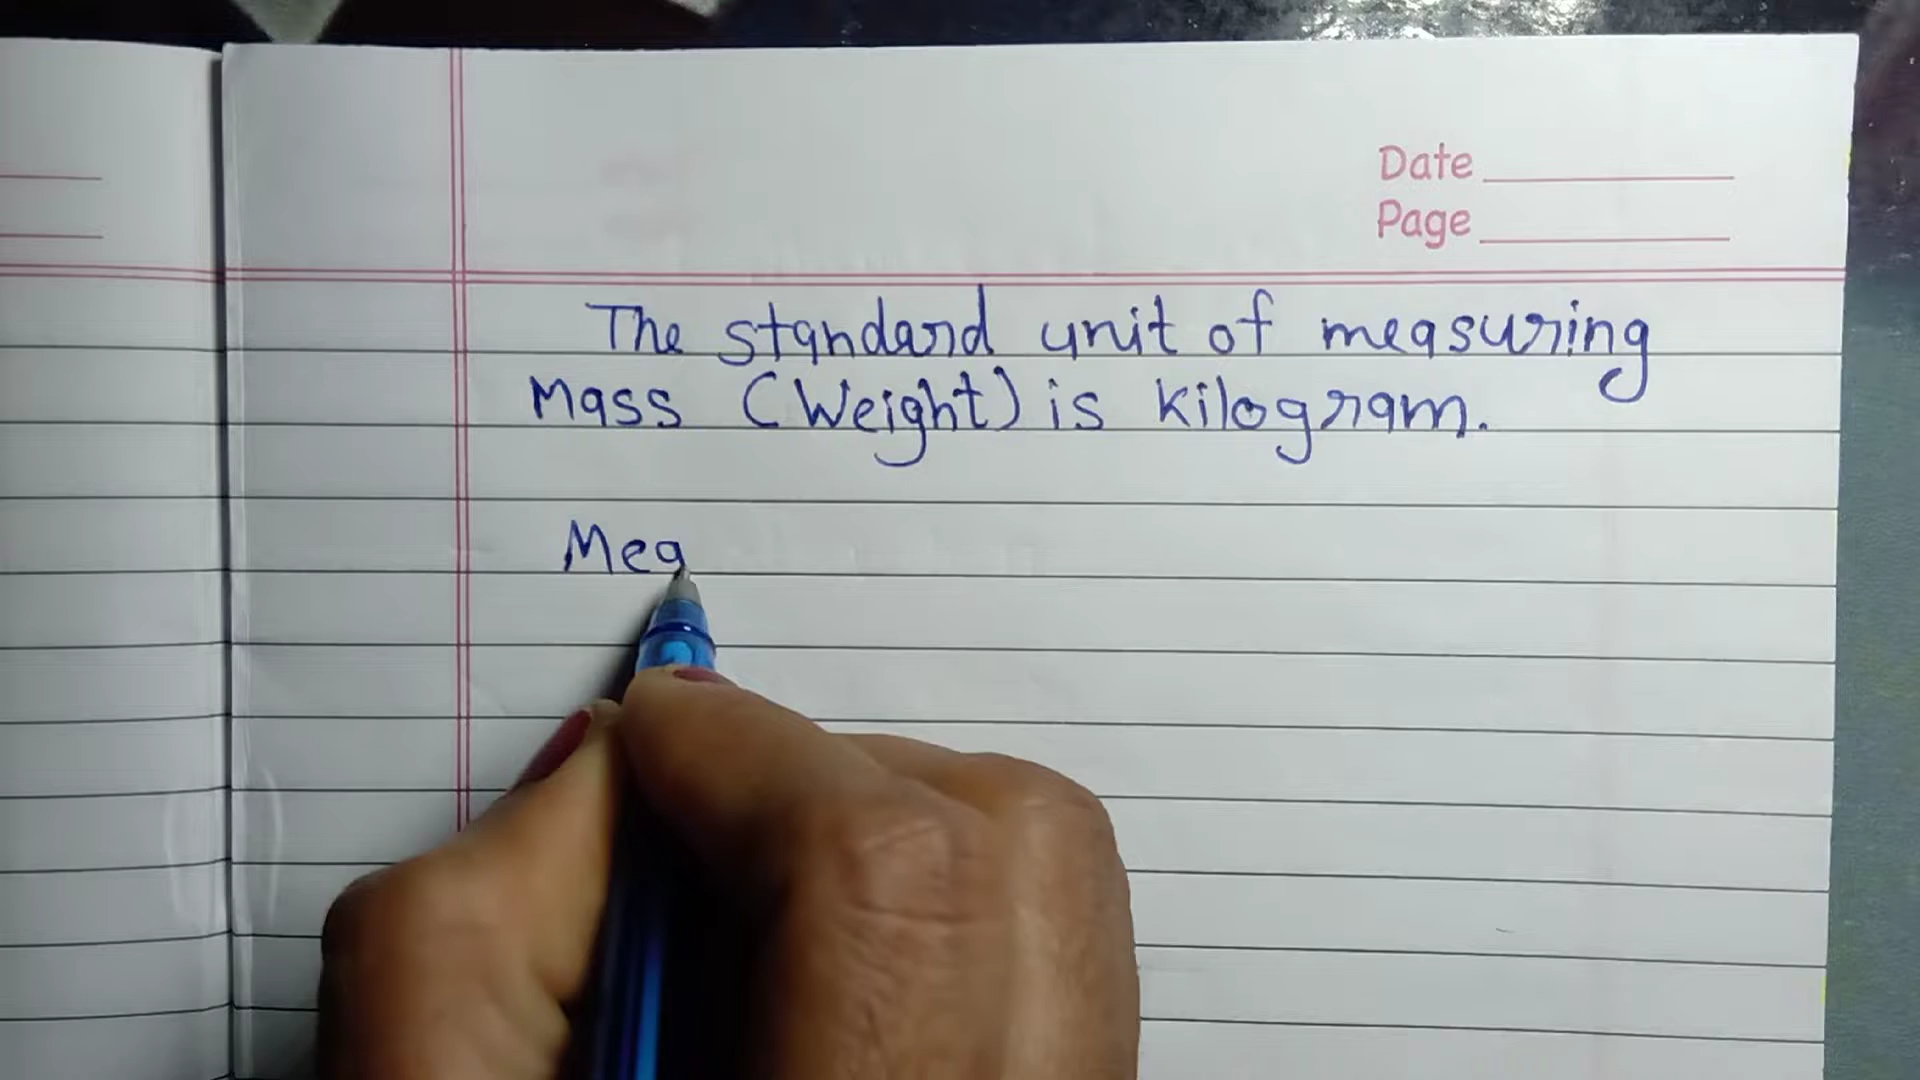 Date
Page
The standard unit of measuring
Mass (Weight) is kilogram.
Mea